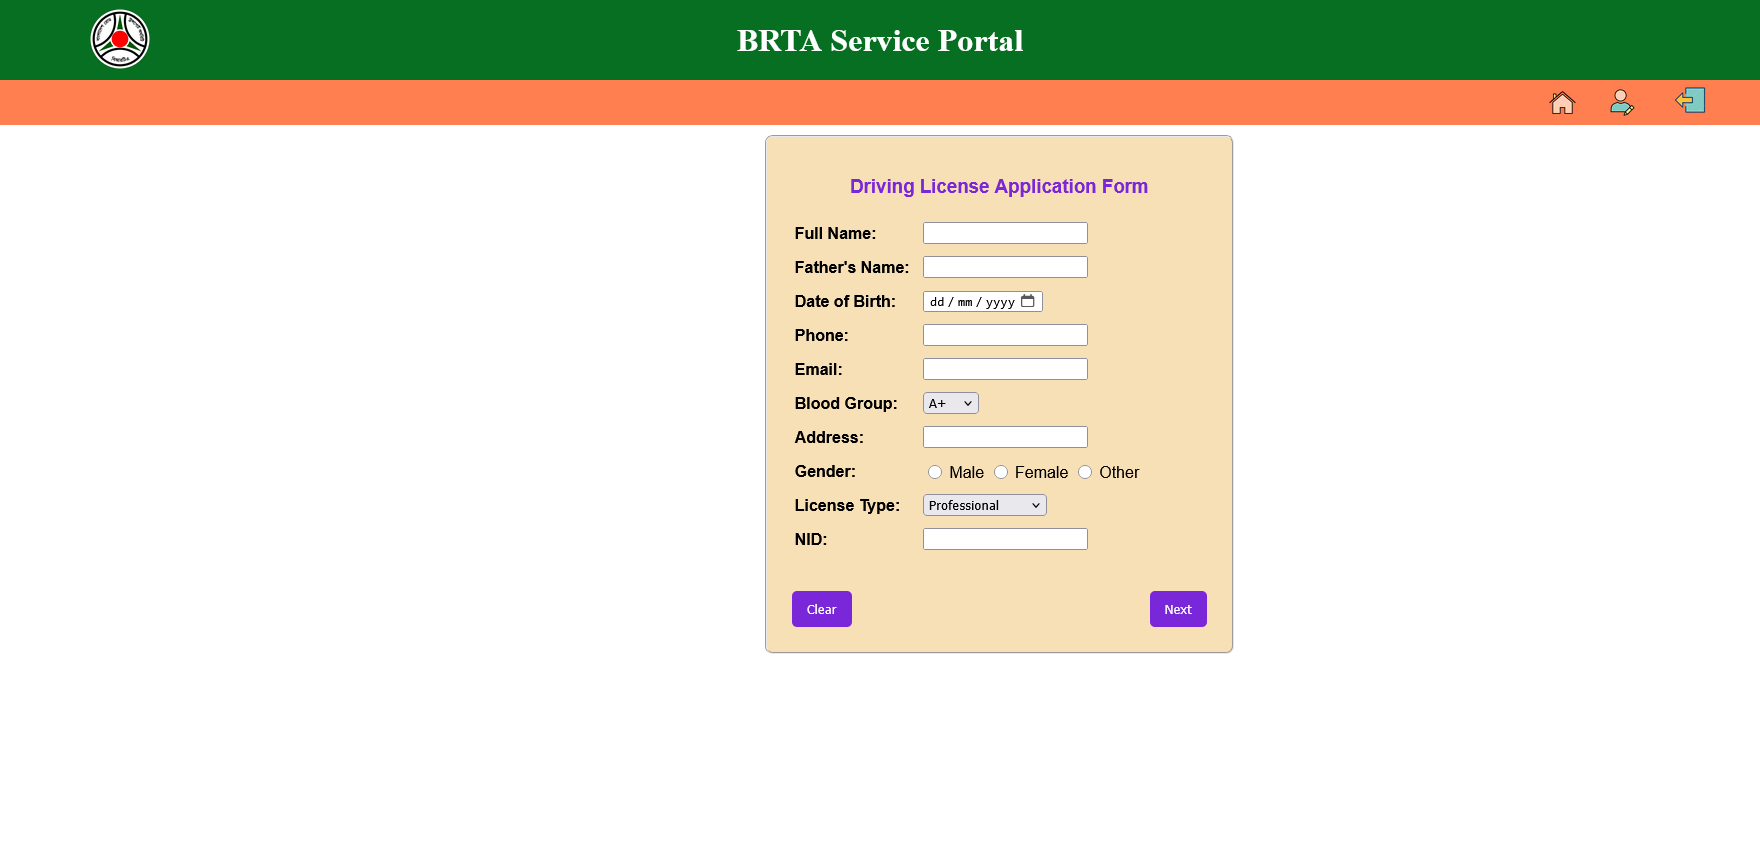 BRTA Service Portal
Driving License Application Form
Full Name:
Father's Name:
Date of Birth: dd / mm / yyyy
Phone:
Email:
Blood Group: A+
Address:
Gender: Male Female Other
License Type: Professional
NID:
Clear Next